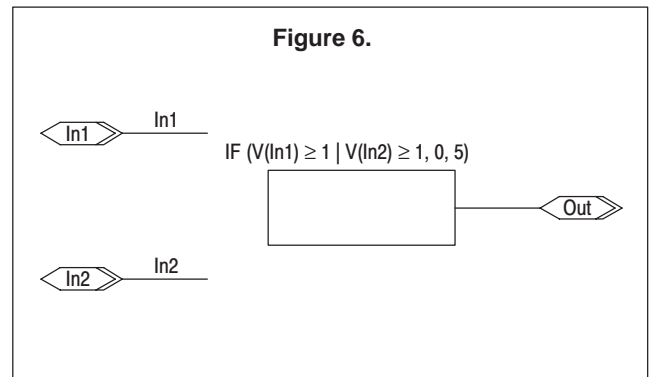 Figure 6.
In1
In1
IF (V(In1) ≥ 1 | V(In2) ≥ 1, 0, 5)
Out
In2
In2